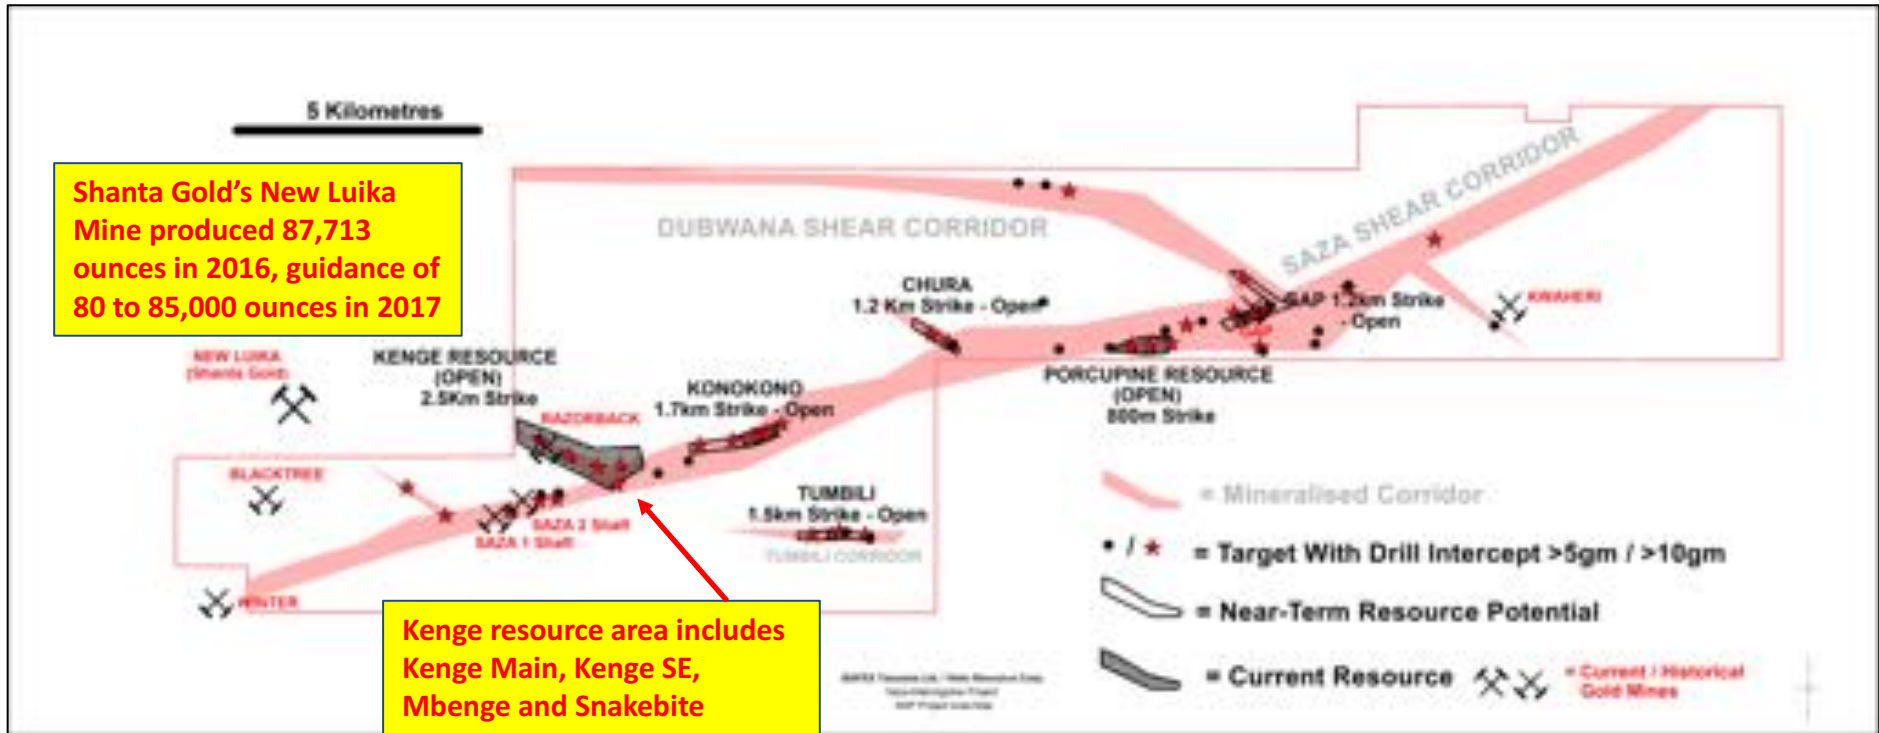 5 Kilometres
Shanta Gold's New Luika
Mine produced 87,713
ounces in 2016, guidance of
80 to 85,000 ounces in 2017
DUBWANA SHEAR CORRIDOR
SAZA SHEAR CORRIDOR
CHURA
1.2 Km Strike - Open
GAP 1.2km Strike
- Open
KWAHERI
NEW LUIKA
(Shanta Gold)
KENGE RESOURCE
(OPEN)
2.5Km Strike
PORCUPINE RESOURCE
(OPEN)
800m Strike
KONOKONO
1.7km Strike - Open
RAZORBACK
BLACKTREE
SAZA 2 Shaft
SAZA 1 Shaft
TUMBILI
1.5km Strike - Open
TUMBILI CORRIDOR
WINTER
Kenge resource area includes
Kenge Main, Kenge SE,
Mbenge and Snakebite
= Mineralised Corridor
/ = Target With Drill Intercept >5gm / >10gm
= Near-Term Resource Potential
= Current Resource
= Current / Historical
Gold Mines